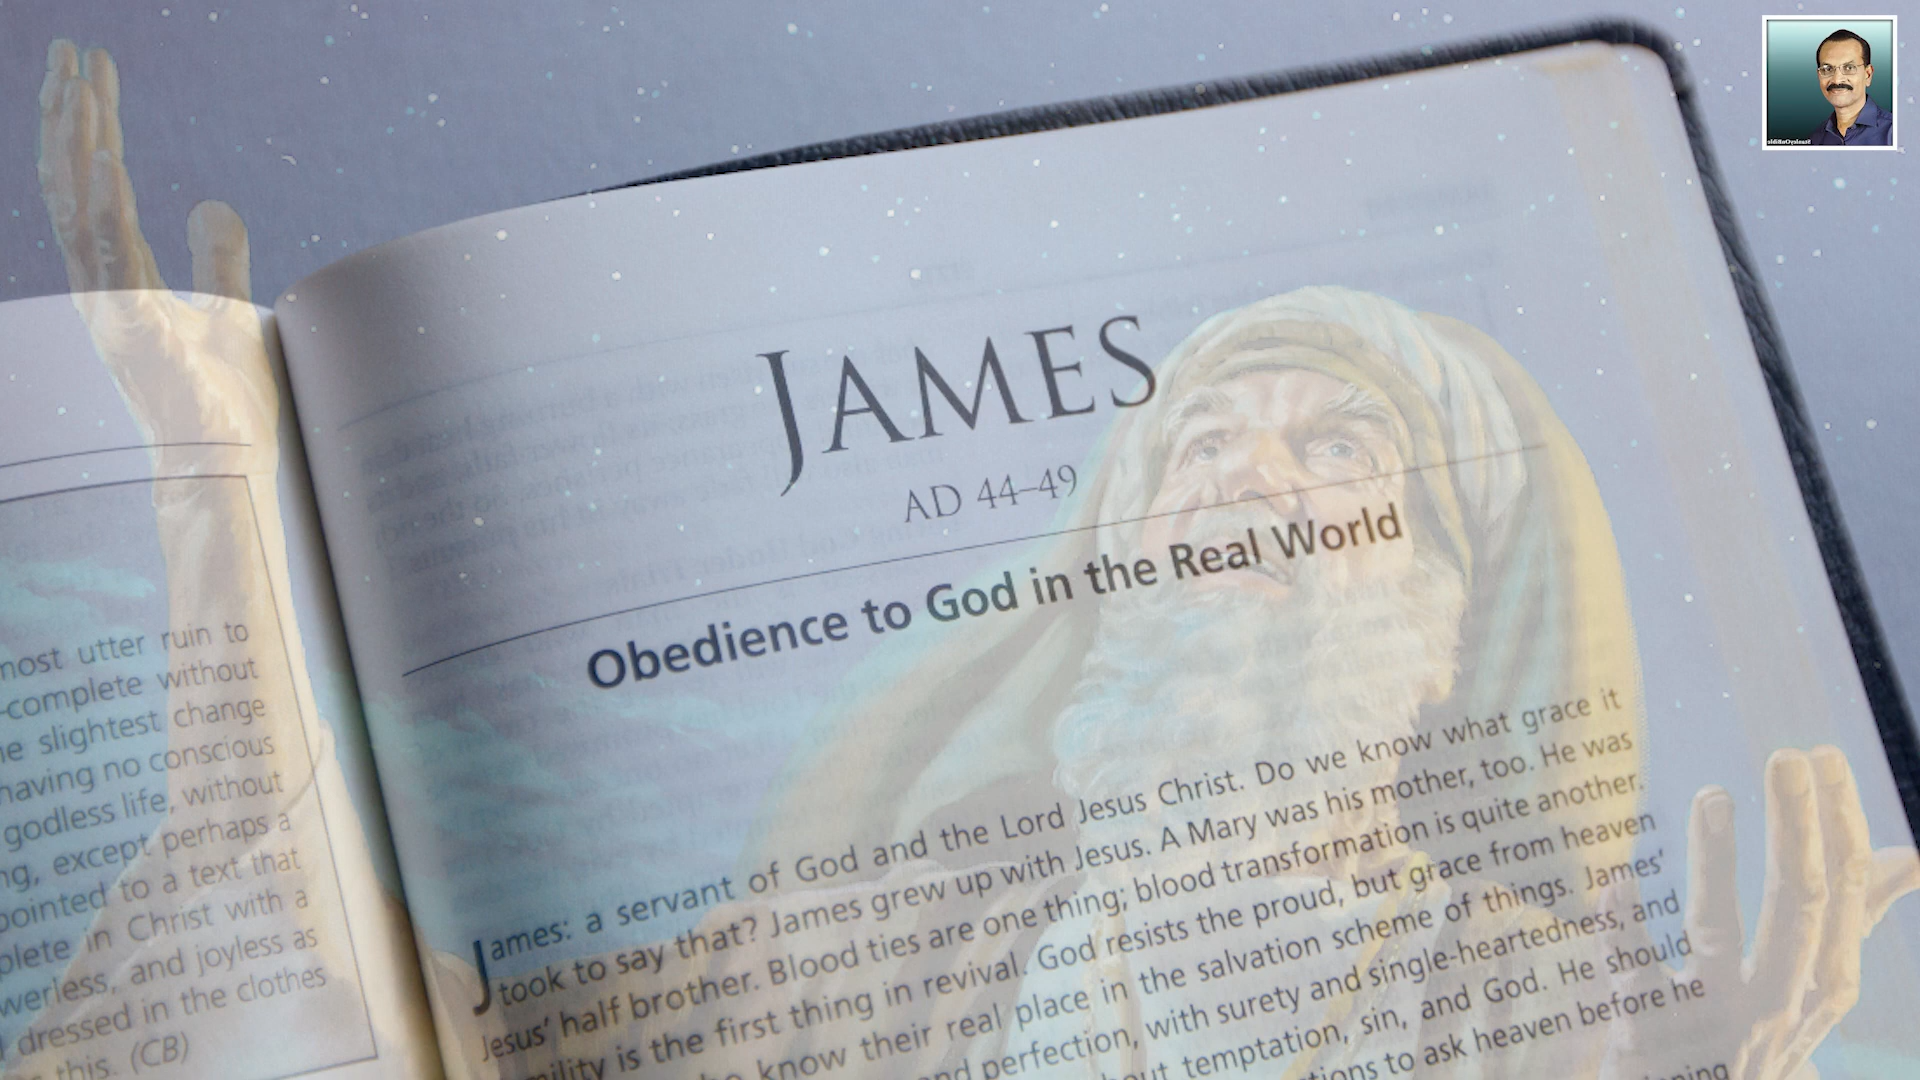 most utter ruin to
-complete without
he slightest change
having no conscious
godless life, without
ng, except perhaps a
pointed to a text that
plete in Christ with a
werless, and joyless as
dressed in the clothes
this. (CB)
JAMES
AD 44–49
Obedience to God in the Real World
James: a servant of God and the Lord Jesus Christ. Do we know what grace it
took to say that? James grew up with Jesus. A Mary was his mother, too. He was
Jesus' half brother. Blood ties are one thing; blood transformation is quite another.
mility is the first thing in revival. God resists the proud, but grace from heaven
know their real place in the salvation scheme of things. James'
nd perfection, with surety and single-heartedness, and
out temptation, sin, and God. He should
tions to ask heaven before he